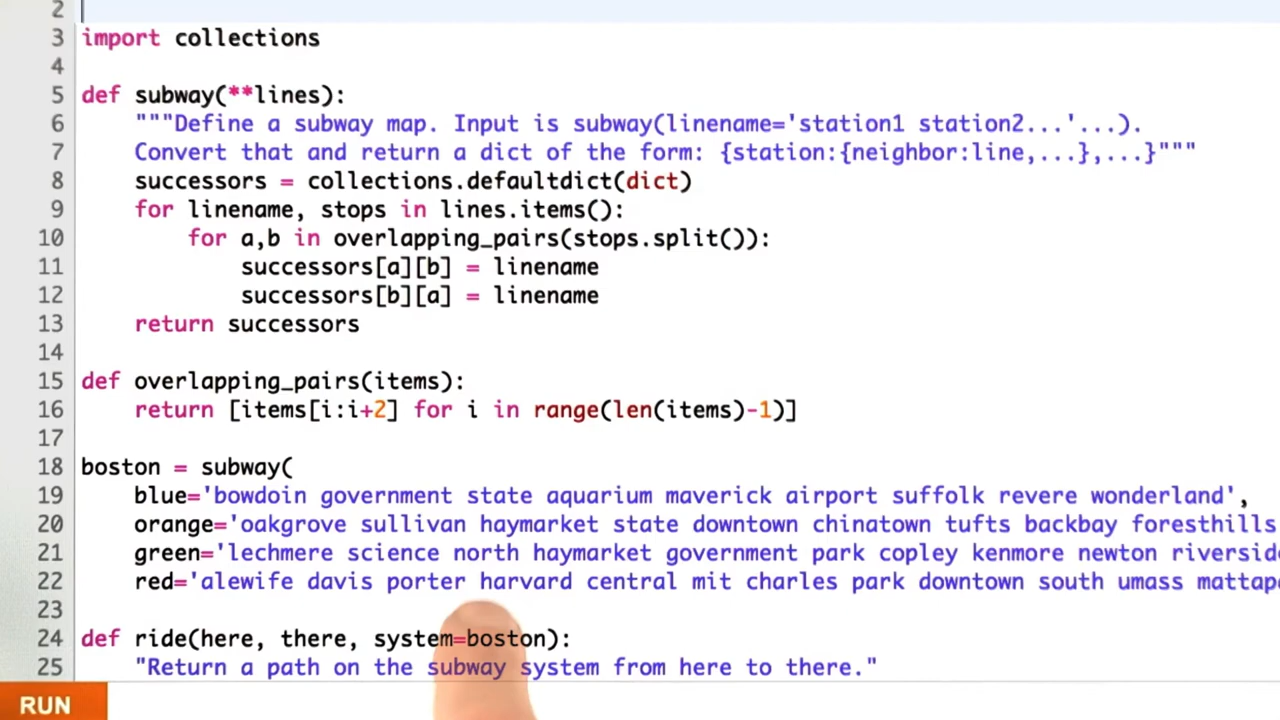 2
3 import collections
4
5 def subway(**lines):
6 """Define a subway map. Input is subway(linename='station1 station2...'...).
7 Convert that and return a dict of the form: {station:{neighbor:line,...},...}"""
8 successors = collections.defaultdict(dict)
9 for linename, stops in lines.items():
10 for a,b in overlapping_pairs(stops.split()):
11 successors[a][b] = linename
12 successors[b][a] = linename
13 return successors
14
15 def overlapping_pairs(items):
16 return [items[i:i+2] for i in range(len(items)-1)]
17
18 boston = subway(
19 blue='bowdoin government state aquarium maverick airport suffolk revere wonderland',
20 orange='oakgrove sullivan haymarket state downtown chinatown tufts backbay foresthills
21 green='lechmere science north haymarket government park copley kenmore newton riverside
22 red='alewife davis porter harvard central mit charles park downtown south umass mattap
23
24 def ride(here, there, system=boston):
25 "Return a path on the subway system from here to there."
RUN